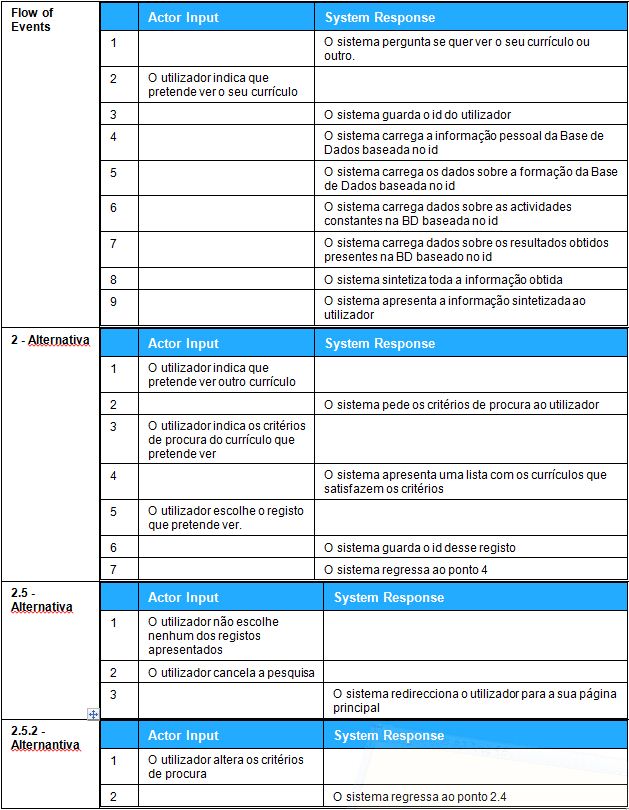 Flow of
Events
Actor Input
System Response
1
O sistema pergunta se quer ver o seu currículo ou
outro.
2
O utilizador indica que
pretende ver o seu currículo
3
O sistema guarda o id do utilizador
4
O sistema carrega a informação pessoal da Base de
Dados baseada no id
5
O sistema carrega os dados sobre a formação da Base
de Dados baseada no id
6
O sistema carrega dados sobre as actividades
constantes na BD baseada no id
7
O sistema carrega dados sobre os resultados obtidos
presentes na BD baseado no id
8
O sistema sintetiza toda a informação obtida
9
O sistema apresenta a informação sintetizada ao
utilizador
2 - Alternativa
Actor Input
System Response
1
O utilizador indica que
pretende ver outro currículo
2
O sistema pede os critérios de procura ao utilizador
3
O utilizador indica os critérios
de procura do currículo que
pretende ver
4
O sistema apresenta uma lista com os currículos que
satisfazem os critérios
5
O utilizador escolhe o registo
que pretende ver.
6
O sistema guarda o id desse registo
7
O sistema regressa ao ponto 4
2.5 -
Alternativa
Actor Input
System Response
1
O utilizador não escolhe
nenhum dos registos
apresentados
2
O utilizador cancela a pesquisa
3
O sistema redirecciona o utilizador para a sua página
principal
2.5.2 -
Alternantiva
Actor Input
System Response
1
O utilizador altera os critérios
de procura
2
O sistema regressa ao ponto 2.4